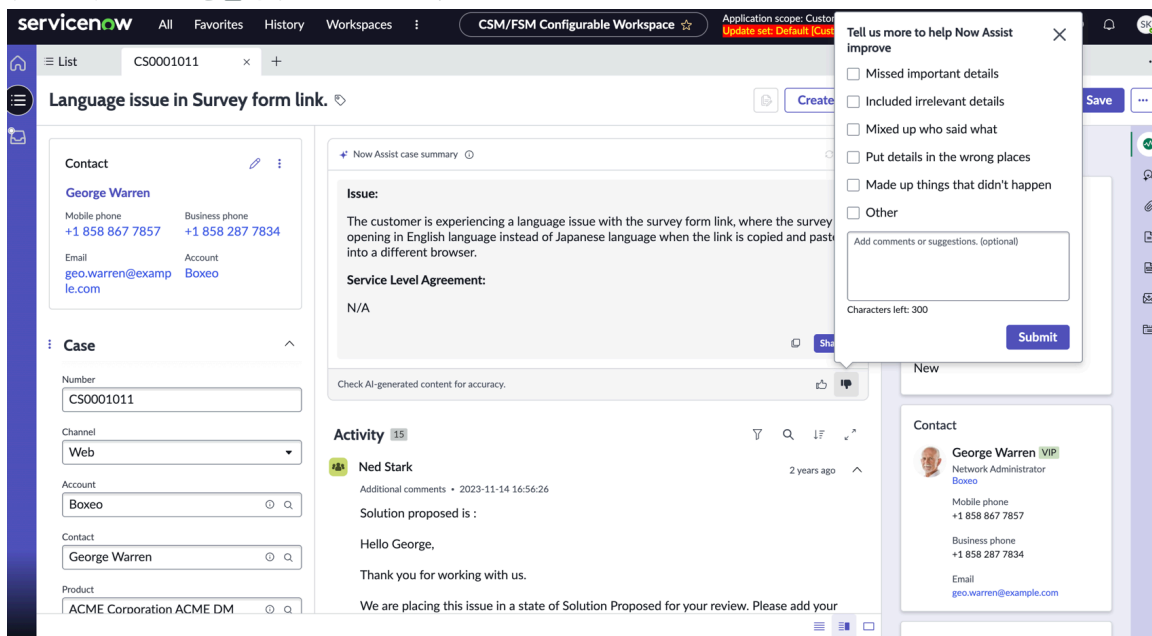 servicenow All Favorites History Workspaces CSM/FSM Configurable Workspace
Application scope: Custor
Update set: Default [Cust
SK
List CS0001011
Language issue in Survey form link.
Create
Save
Contact
George Warren
Mobile phone Business phone
+1 858 867 7857 +1 858 287 7834
Email Account
geo.warren@examp Boxeo
le.com
Case
Number
CS0001011
Channel
Web
Account
Boxeo
Contact
George Warren
Product
ACME Corporation ACME DM
Now Assist case summary
Issue:
The customer is experiencing a language issue with the survey form link, where the survey
opening in English language instead of Japanese language when the link is copied and paste
into a different browser.
Service Level Agreement:
N/A
Sha
Check AI-generated content for accuracy.
Activity 15
Ned Stark 2 years ago
Additional comments • 2023-11-14 16:56:26
Solution proposed is :
Hello George,
Thank you for working with us.
We are placing this issue in a state of Solution Proposed for your review. Please add your
Tell us more to help Now Assist
improve
Missed important details
Included irrelevant details
Mixed up who said what
Put details in the wrong places
Made up things that didn't happen
Other
Add comments or suggestions. (optional)
Characters left: 300
Submit
New
Contact
George Warren VIP
Network Administrator
Boxeo
Mobile phone
+1 858 867 7857
Business phone
+1 858 287 7834
Email
geo.warren@example.com